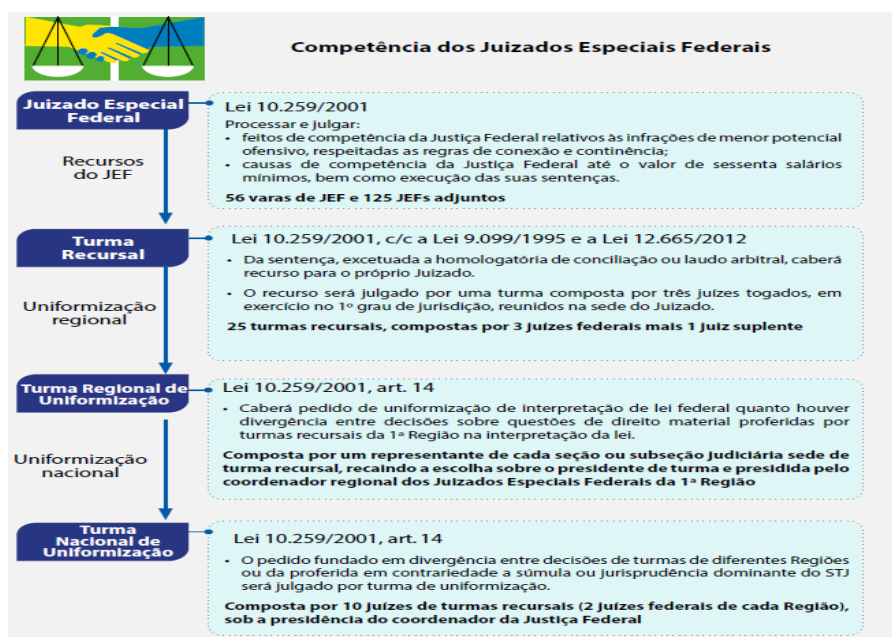 Competência dos Juizados Especiais Federais
Juizado Especial
Federal
Lei 10.259/2001
Processar e julgar:
• feitos de competência da Justiça Federal relativos às infrações de menor potencial
ofensivo, respeitadas as regras de conexão e continência;
• causas de competência da Justiça Federal até o valor de sessenta salários
mínimos, bem como execução das suas sentenças.
56 varas de JEF e 125 JEFs adjuntos
Recursos
do JEF
Turma
Recursal
Lei 10.259/2001, c/c a Lei 9.099/1995 e a Lei 12.665/2012
• Da sentença, excetuada a homologatória de conciliação ou laudo arbitral, caberá
recurso para o próprio Juizado.
• O recurso será julgado por uma turma composta por três juízes togados, em
exercício no 1º grau de jurisdição, reunidos na sede do Juizado.
25 turmas recursais, compostas por 3 juízes federais mais 1 juiz suplente
Uniformização
regional
Turma Regional de
Uniformização
Lei 10.259/2001, art. 14
• Caberá pedido de uniformização de interpretação de lei federal quanto houver
divergência entre decisões sobre questões de direito material proferidas por
turmas recursais da 1ª Região na interpretação da lei.
Composta por um representante de cada seção ou subseção judiciária sede de
turma recursal, recaindo a escolha sobre o presidente de turma e presidida pelo
coordenador regional dos Juizados Especiais Federais da 1ª Região
Uniformização
nacional
Turma
Nacional de
Uniformização
Lei 10.259/2001, art. 14
• O pedido fundado em divergência entre decisões de turmas de diferentes Regiões
ou da proferida em contrariedade a súmula ou jurisprudência dominante do STJ
será julgado por turma de uniformização.
Composta por 10 juízes de turmas recursais (2 juízes federais de cada Região),
sob a presidência do coordenador da Justiça Federal